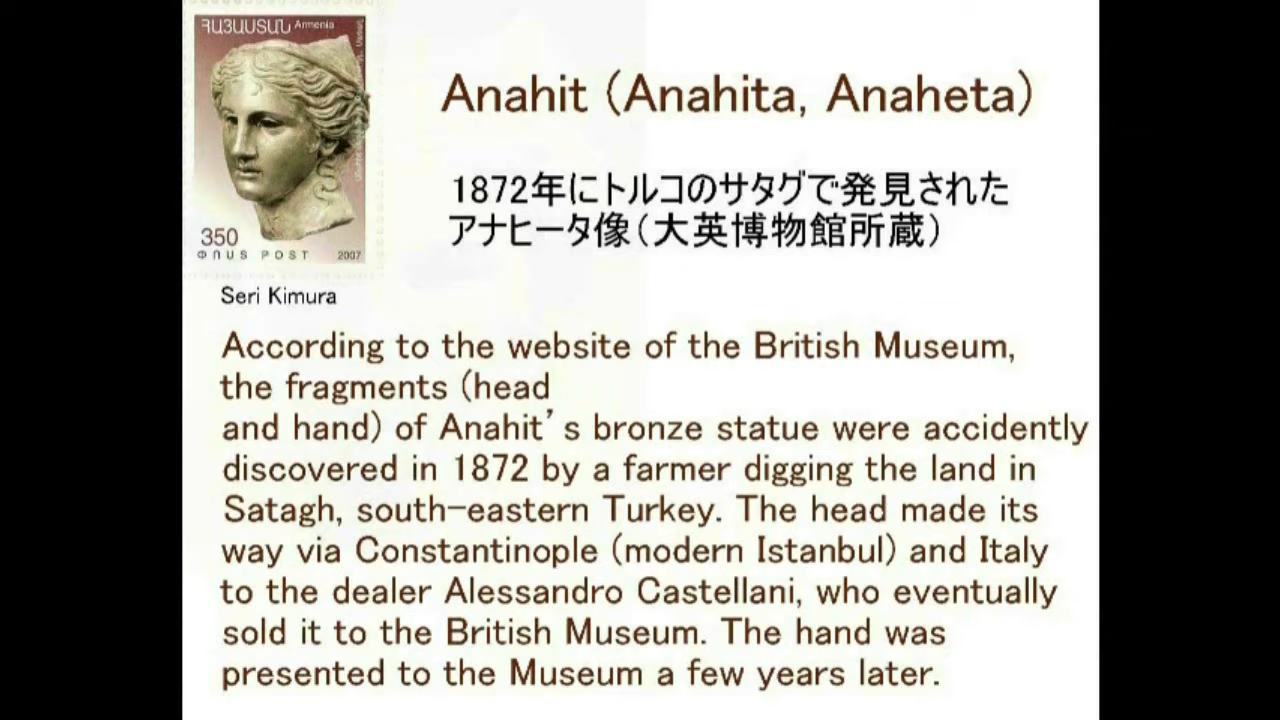 ՀԱՅԱՍՏԱՆ Armenia
350
ՓՈՍՏ POST 2007
Seri Kimura
Anahit (Anahita, Anaheta)
1872年にトルコのサタグで発見された
アナヒータ像(大英博物館所蔵)
According to the website of the British Museum,
the fragments (head
and hand) of Anahit's bronze statue were accidently
discovered in 1872 by a farmer digging the land in
Satagh, south-eastern Turkey. The head made its
way via Constantinople (modern Istanbul) and Italy
to the dealer Alessandro Castellani, who eventually
sold it to the British Museum. The hand was
presented to the Museum a few years later.